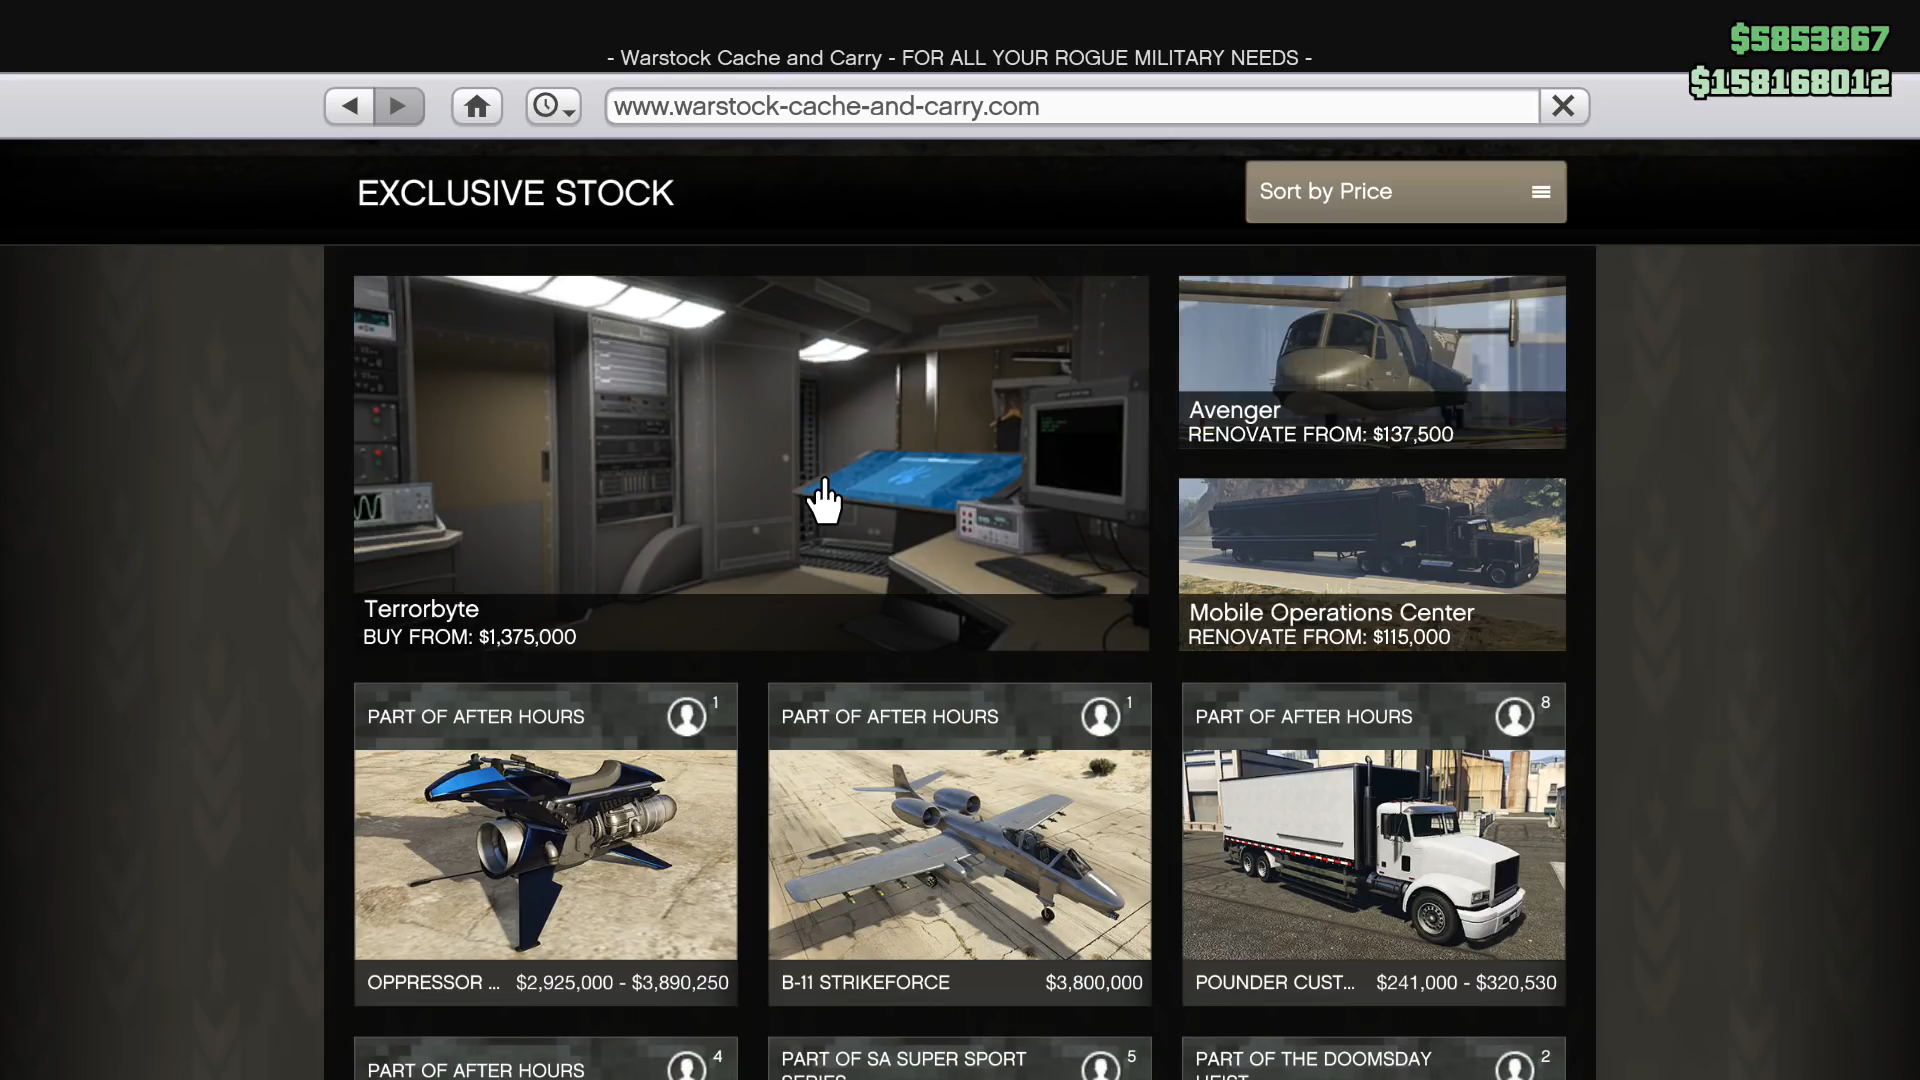 - Warstock Cache and Carry - FOR ALL YOUR ROGUE MILITARY NEEDS -
$5853867
$158168012
www.warstock-cache-and-carry.com
EXCLUSIVE STOCK
Sort by Price
Terrorbyte
BUY FROM: $1,375,000
Avenger
RENOVATE FROM: $137,500
Mobile Operations Center
RENOVATE FROM: $115,000
PART OF AFTER HOURS 1
PART OF AFTER HOURS 1
PART OF AFTER HOURS 8
OPPRESSOR ... $2,925,000 - $3,890,250
B-11 STRIKEFORCE $3,800,000
POUNDER CUST... $241,000 - $320,530
PART OF AFTER HOURS 4
PART OF SA SUPER SPORT
SERIES 5
PART OF THE DOOMSDAY
HEIST 2